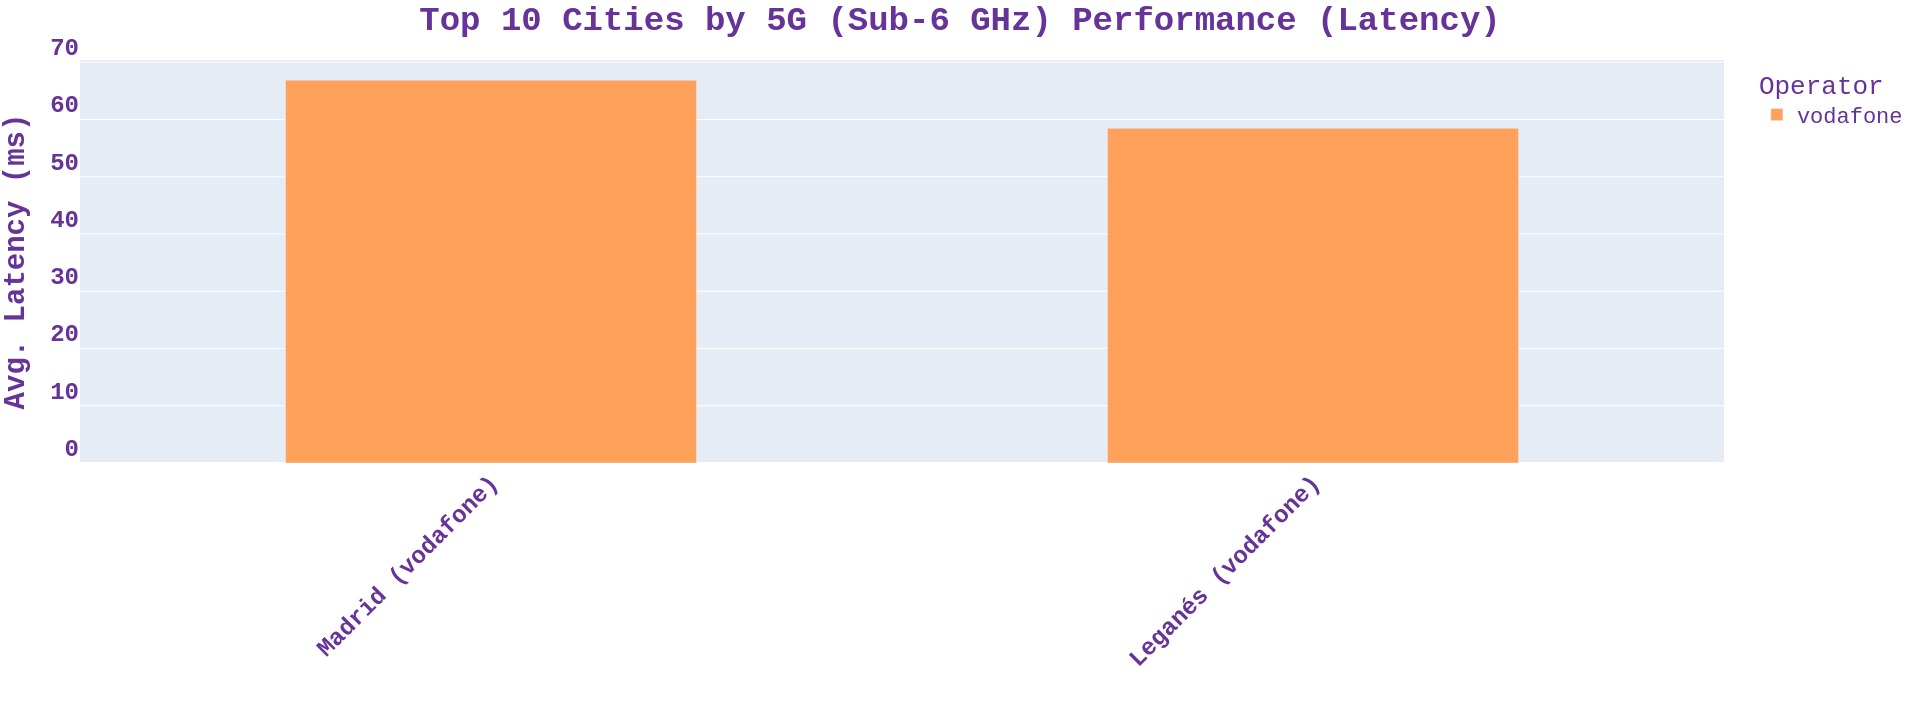 Top 10 Cities by 5G (Sub-6 GHz) Performance (Latency)
Avg. Latency (ms)
70
60
50
40
30
20
10
0
Madrid (vodafone)
Leganés (vodafone)
Operator
vodafone